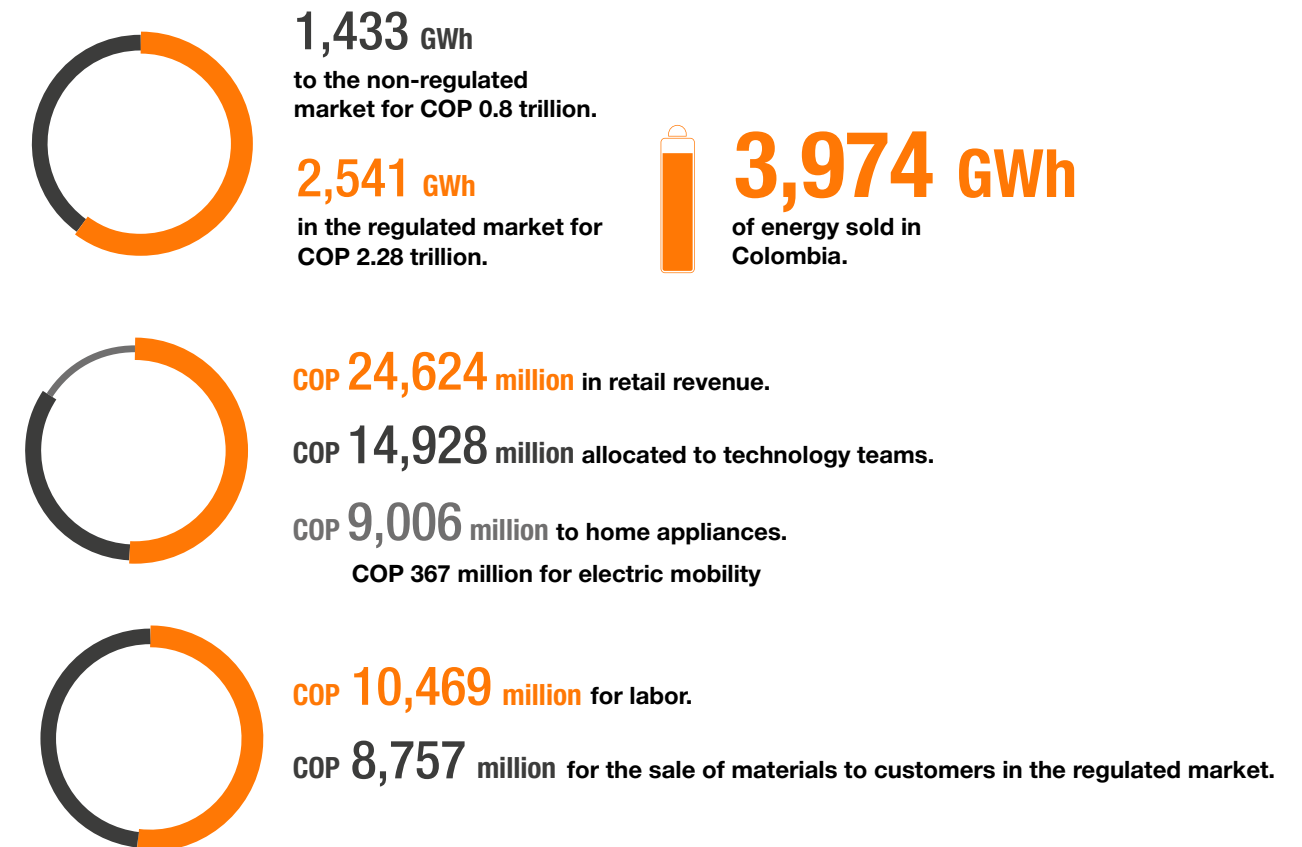 1,433 GWh
to the non-regulated
market for COP 0.8 trillion.
2,541 GWh
in the regulated market for
COP 2.28 trillion.
3,974 GWh
of energy sold in
Colombia.
COP 24,624 million in retail revenue.
COP 14,928 million allocated to technology teams.
COP 9,006 million to home appliances.
COP 367 million for electric mobility
COP 10,469 million for labor.
COP 8,757 million for the sale of materials to customers in the regulated market.